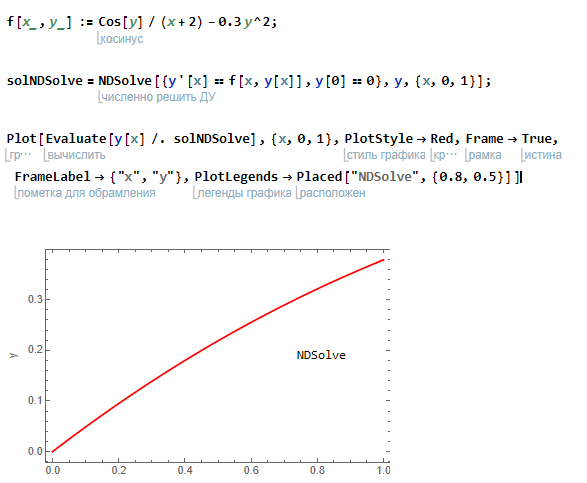 f[x_, y_] := Cos[y] / (x + 2) - 0.3 y^2;
косинус
solNDSolve = NDSolve[{y'[x] == f[x, y[x]], y[0] == 0}, y, {x, 0, 1}];
численно решить ДУ
Plot[Evaluate[y[x] /. solNDSolve], {x, 0, 1}, PlotStyle → Red, Frame → True,
гр⋯ вычислить стиль графика кр⋯ рамка истина
FrameLabel → {"x", "y"}, PlotLegends → Placed["NDSolve", {0.8, 0.5}]]
пометка для обрамления легенды графика расположен
0.3
0.2
0.1
0.0
y
NDSolve
0.0 0.2 0.4 0.6 0.8 1.0